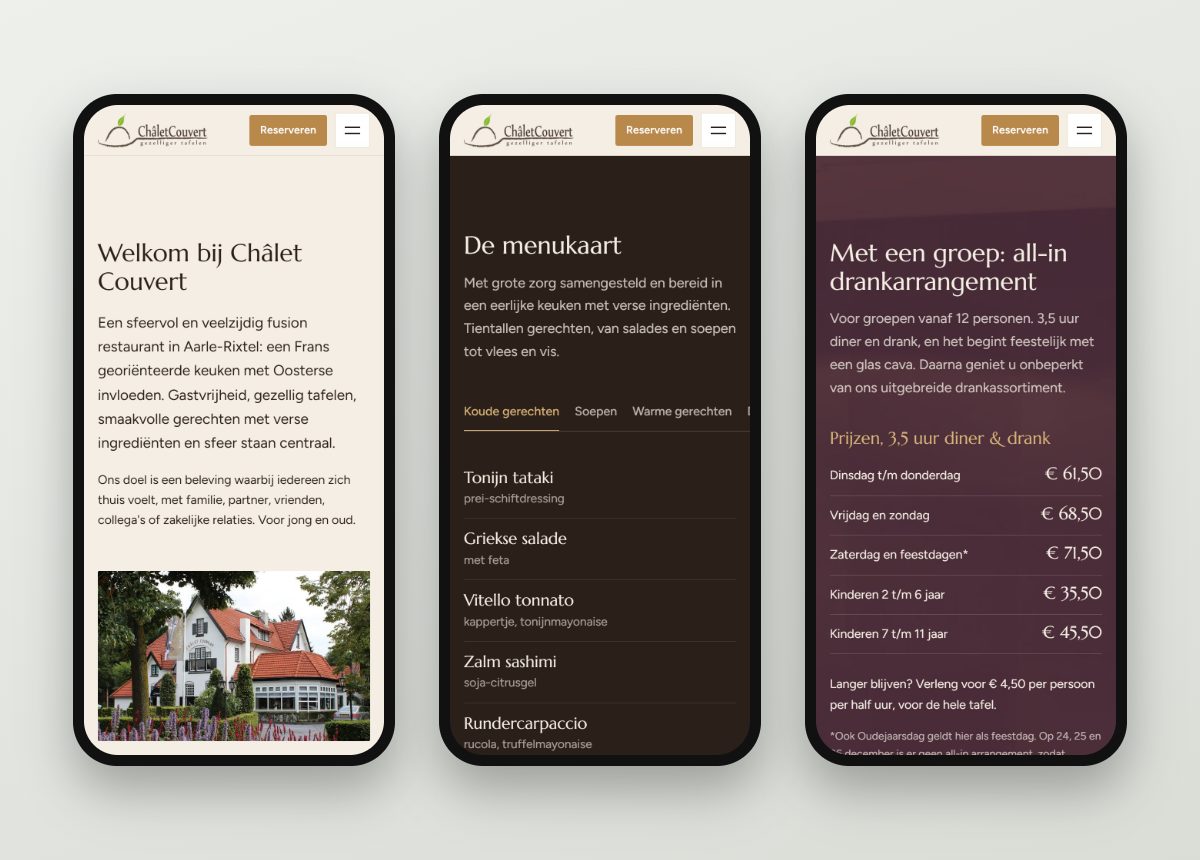 ChâletCouvert
gezelliger tafelen
Reserveren
Welkom bij Châlet
Couvert
Een sfeervol en veelzijdig fusion
restaurant in Aarle-Rixtel: een Frans
georiënteerde keuken met Oosterse
invloeden. Gastvrijheid, gezellig tafelen,
smaakvolle gerechten met verse
ingrediënten en sfeer staan centraal.
Ons doel is een beleving waarbij iedereen zich
thuis voelt, met familie, partner, vrienden,
collega's of zakelijke relaties. Voor jong en oud.
ChâletCouvert
gezelliger tafelen
Reserveren
De menukaart
Met grote zorg samengesteld en bereid in
een eerlijke keuken met verse ingrediënten.
Tientallen gerechten, van salades en soepen
tot vlees en vis.
Koude gerechten Soepen Warme gerechten
Tonijn tataki
prei-schiftdressing
Griekse salade
met feta
Vitello tonnato
kappertje, tonijnmayonaise
Zalm sashimi
soja-citrusgel
Rundercarpaccio
rucola, truffelmayonaise
ChâletCouvert
gezelliger tafelen
Reserveren
Met een groep: all-in
drankarrangement
Voor groepen vanaf 12 personen. 3,5 uur
diner en drank, en het begint feestelijk met
een glas cava. Daarna geniet u onbeperkt
van ons uitgebreide drankassortiment.
Prijzen, 3,5 uur diner & drank
Dinsdag t/m donderdag € 61,50
Vrijdag en zondag € 68,50
Zaterdag en feestdagen* € 71,50
Kinderen 2 t/m 6 jaar € 35,50
Kinderen 7 t/m 11 jaar € 45,50
Langer blijven? Verleng voor € 4,50 per persoon
per half uur, voor de hele tafel.
*Ook Oudejaarsdag geldt hier als feestdag. Op 24, 25 en
december is er geen all-in arrangement, zodat